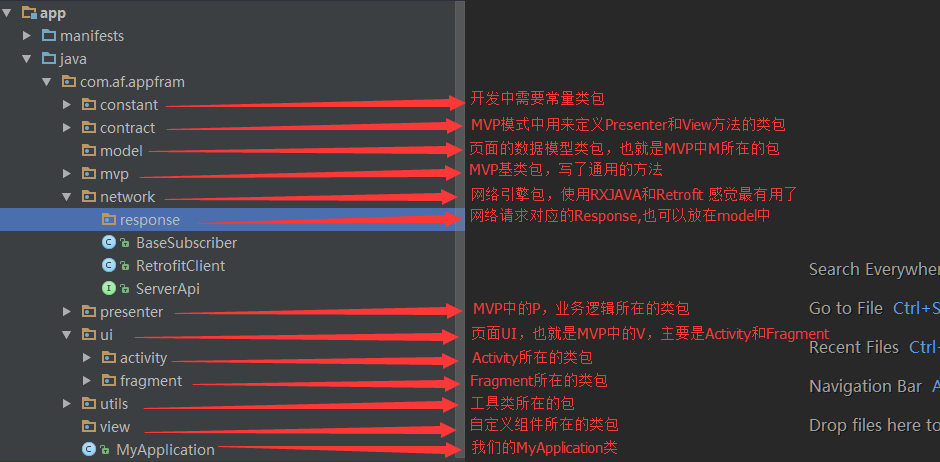 app
manifests
java
com.af.appfram
constant 开发中需要常量类包
contract MVP模式中用来定义Presenter和View方法的类包
model 页面的数据模型类包，也就是MVP中M所在的包
mvp MVP基类包，写了通用的方法
network 网络引擎包，使用RXJAVA和Retrofit 感觉最有用了
response 网络请求对应的Response,也可以放在model中
C BaseSubscriber
C RetrofitClient
Search Everywhere
I ServerApi
presenter MVP中的P，业务逻辑所在的类包
Go to File Ctrl+S
ui 页面UI，也就是MVP中的V，主要是Activity和Fragment
Recent Files Ctrl+
activity Activity所在的类包
fragment Fragment所在的类包
Navigation Bar A
utils 工具类所在的包
view 自定义组件所在的类包
Drop files here to
C MyApplication 我们的MyApplication类